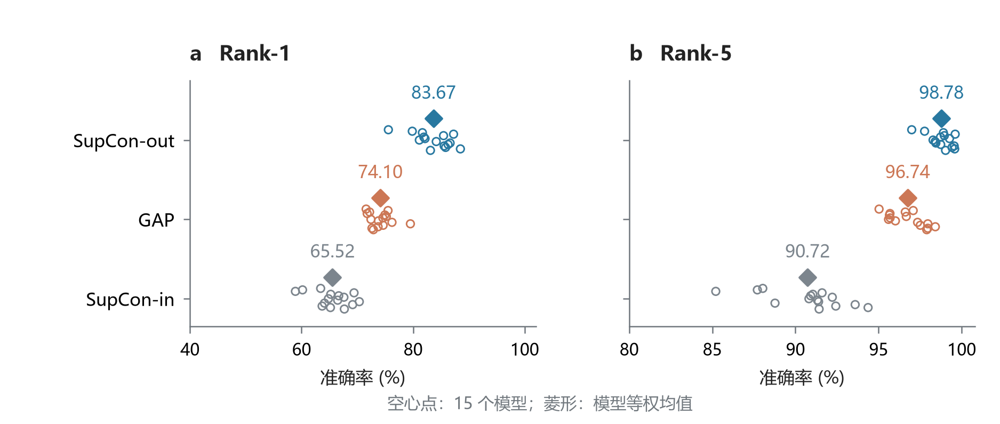 a Rank-1
b Rank-5
83.67
98.78
SupCon-out
74.10
96.74
GAP
65.52
90.72
SupCon-in
40 60 80 100
80 85 90 95 100
准确率 (%)
准确率 (%)
空心点：15 个模型；菱形：模型等权均值